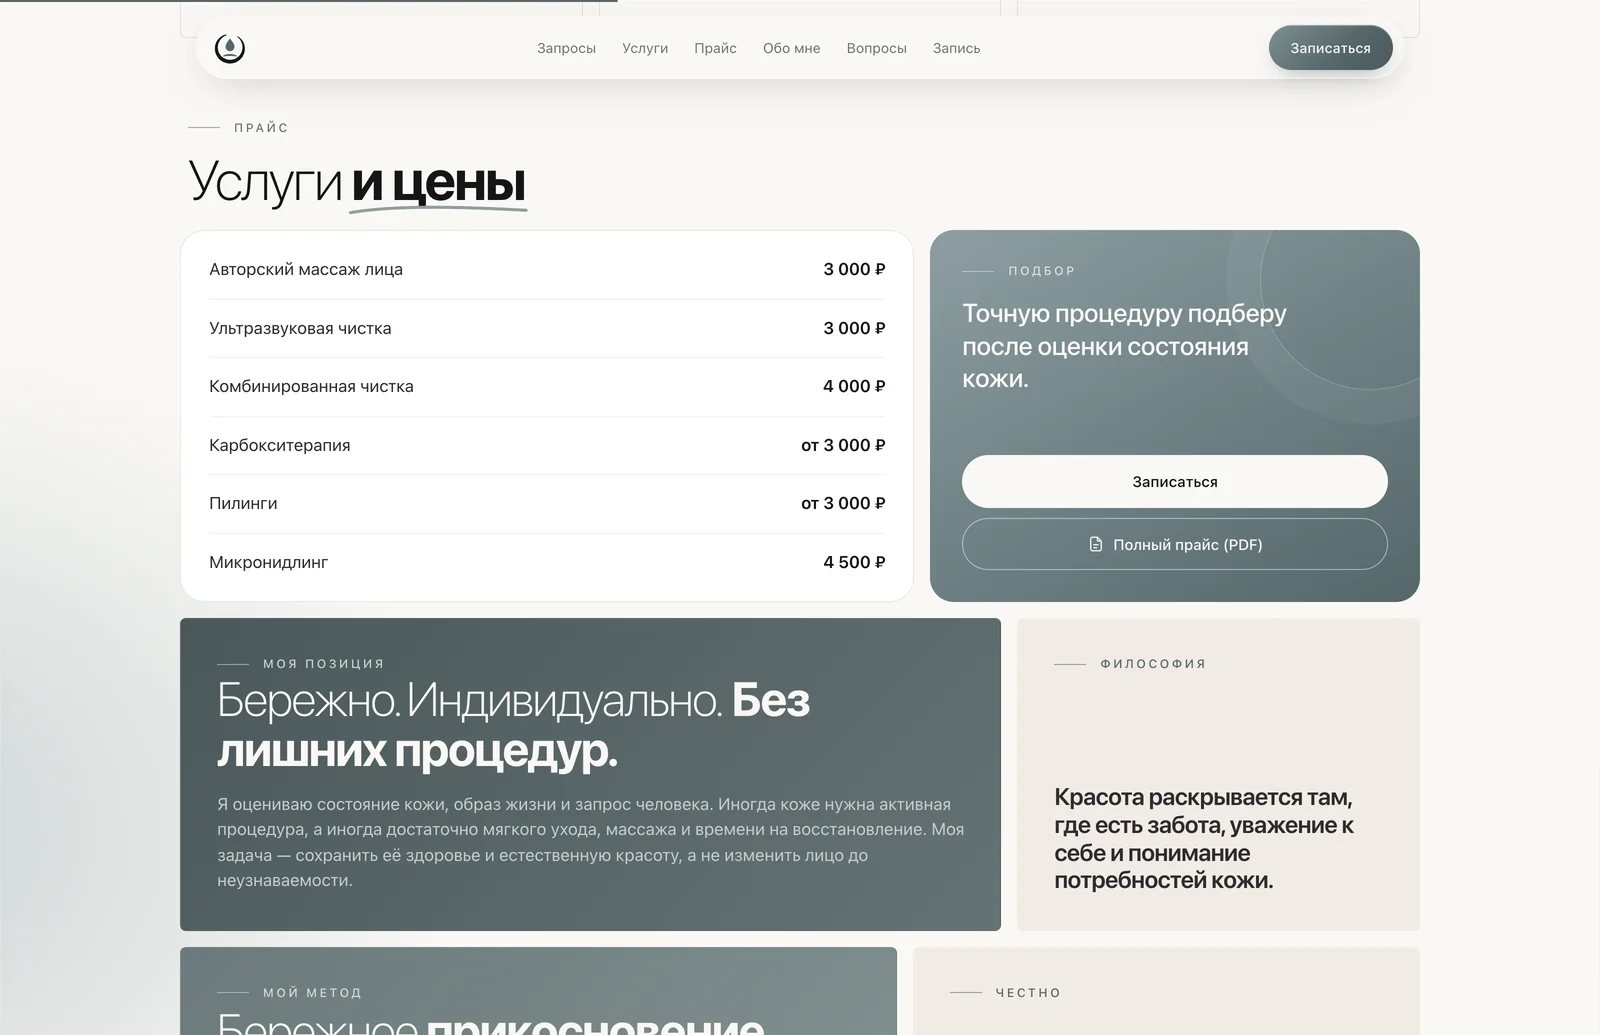 Запросы Услуги Прайс Обо мне Вопросы Запись Записаться
ПРАЙС
Услуги и цены
Авторский массаж лица 3 000 ₽
Ультразвуковая чистка 3 000 ₽
Комбинированная чистка 4 000 ₽
Карбокситерапия от 3 000 ₽
Пилинги от 3 000 ₽
Микронидлинг 4 500 ₽
ПОДБОР
Точную процедуру подберу
после оценки состояния
кожи.
Записаться
Полный прайс (PDF)
МОЯ ПОЗИЦИЯ
Бережно. Индивидуально. Без
лишних процедур.
Я оцениваю состояние кожи, образ жизни и запрос человека. Иногда коже нужна активная
процедура, а иногда достаточно мягкого ухода, массажа и времени на восстановление. Моя
задача — сохранить её здоровье и естественную красоту, а не изменить лицо до
неузнаваемости.
ФИЛОСОФИЯ
Красота раскрывается там,
где есть забота, уважение к
себе и понимание
потребностей кожи.
МОЙ МЕТОД
Бережное прикосновение
ЧЕСТНО